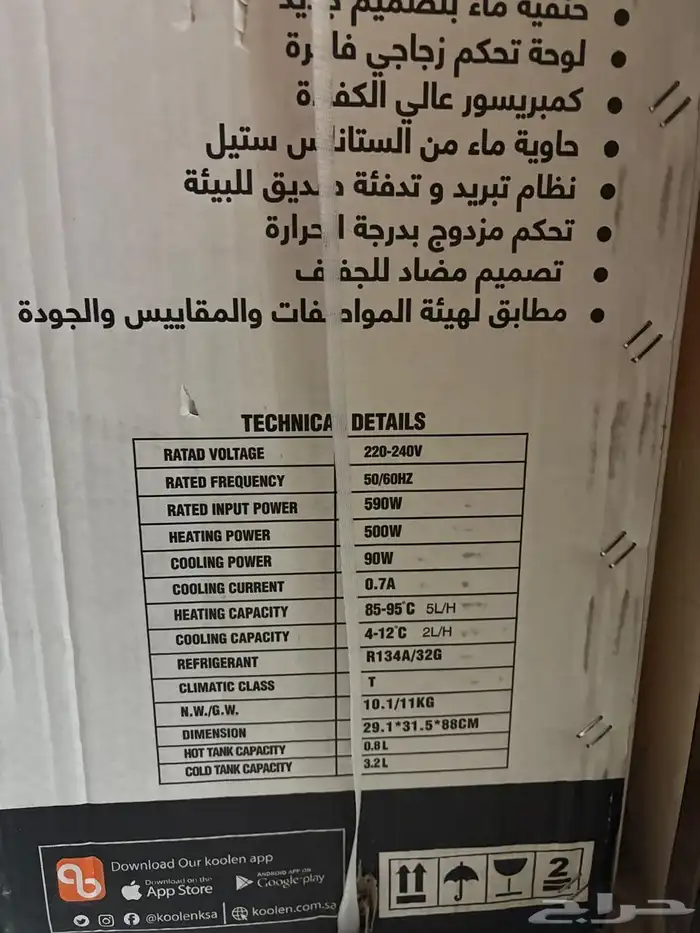 حنفية ماء بتصميم جديد
لوحة تحكم زجاجي فاخرة
كمبريسور عالي الكفاءة
حاوية ماء من الستانلس ستيل
نظام تبريد و تدفئة صديق للبيئة
تحكم مزدوج بدرجة الحرارة
تصميم مضاد للجفاف
مطابق لهيئة المواصفات والمقاييس والجودة
TECHNICAL DETAILS
RATAD VOLTAGE 220-240V
RATED FREQUENCY 50/60HZ
RATED INPUT POWER 590W
HEATING POWER 500W
COOLING POWER 90W
COOLING CURRENT 0.7A
HEATING CAPACITY 85-95°C 5L/H
COOLING CAPACITY 4-12°C 2L/H
REFRIGERANT R134A/32G
CLIMATIC CLASS T
N.W./G.W. 10.1/11KG
DIMENSION 29.1*31.5*88CM
HOT TANK CAPACITY 0.8L
COLD TANK CAPACITY 3.2L
Download Our koolen app
Download on the App Store
ANDROID APP ON Google play
@koolenksa koolen.com.sa
2
حراج